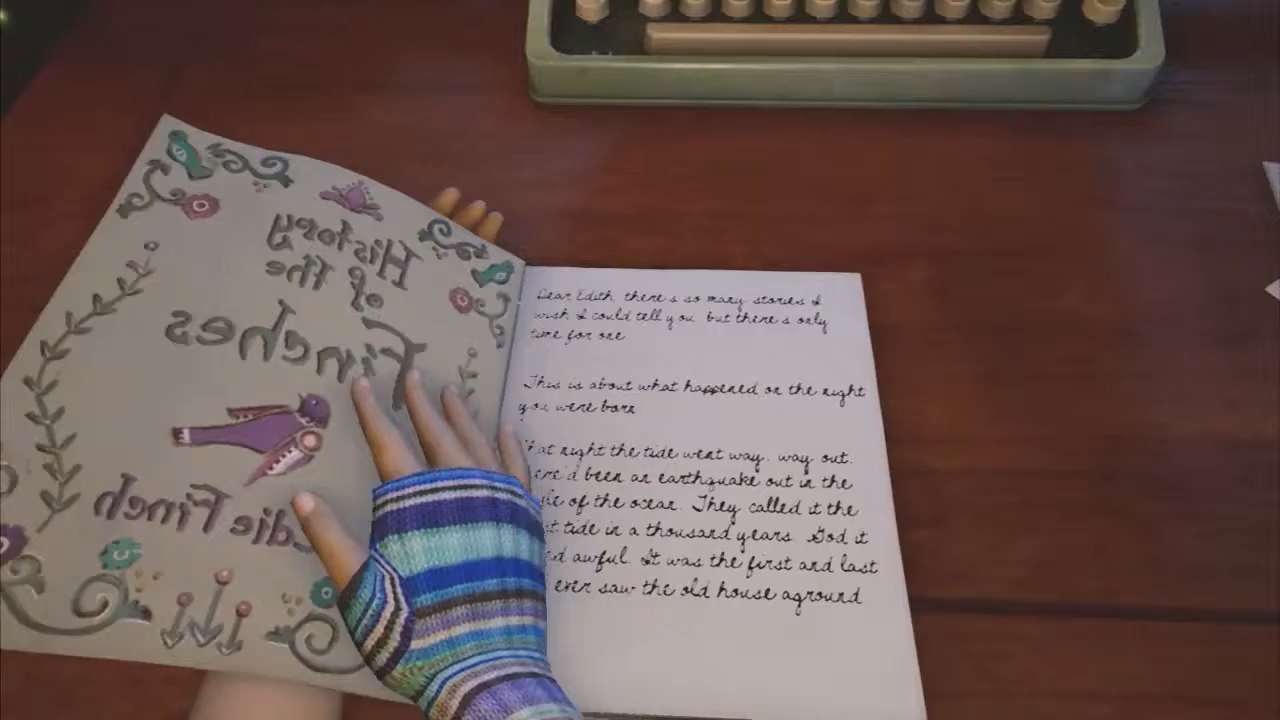 History
of the
Finches
Edie Finch
Dear Edith there's so many stories I
wish I could tell you but there's only
time for one
This is about what happened on the night
you were born
That night the tide went way, way out.
There'd been an earthquake out in the
of the ocean. They called it the
tide in a thousand years God it
awful. It was the first and last
ever saw the old house aground